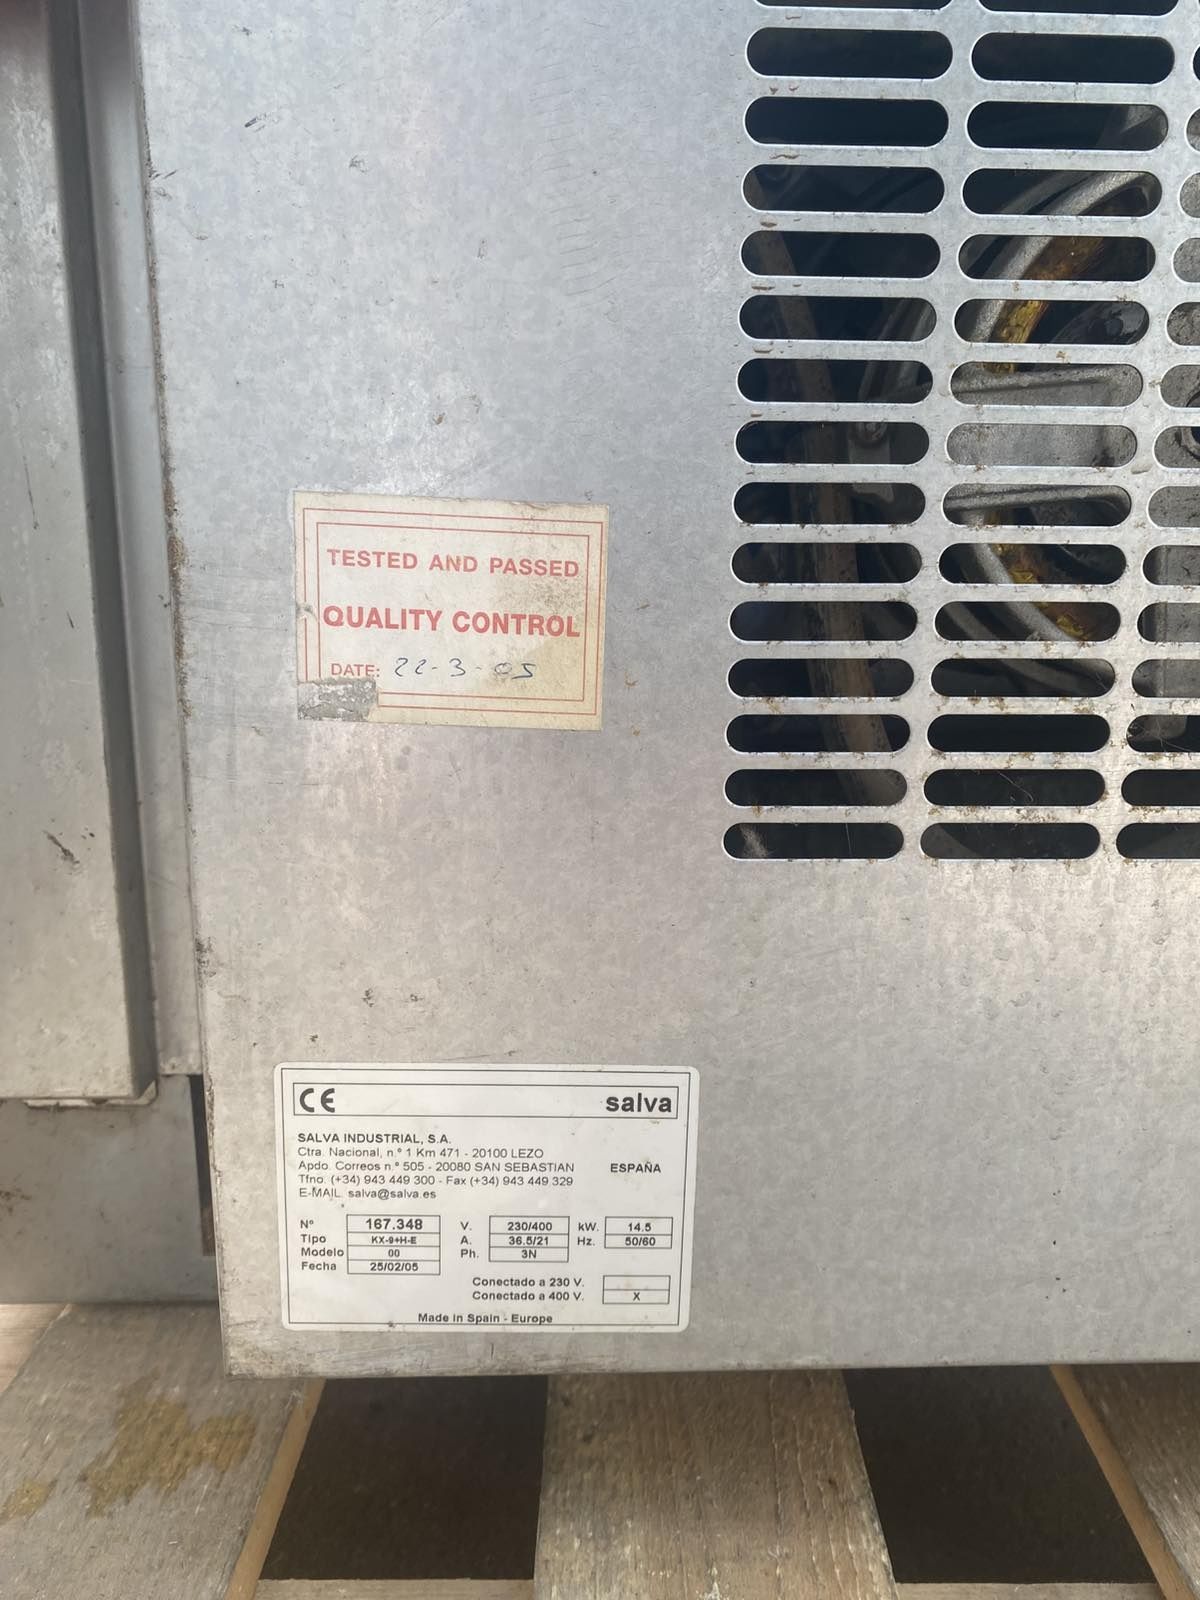 TESTED AND PASSED
QUALITY CONTROL
DATE: 22-3-05
CE salva
SALVA INDUSTRIAL, S.A.
Ctra. Nacional, n.º 1 Km 471 - 20100 LEZO
Apdo. Correos n.º 505 - 20080 SAN SEBASTIAN ESPAÑA
Tfno. (+34) 943 449 300 - Fax (+34) 943 449 329
E-MAIL. salva@salva.es
Nº 167.348 V. 230/400 kW. 14.5
Tipo KX-9+H-E A. 36.5/21 Hz. 50/60
Modelo 00 Ph. 3N
Fecha 25/02/05
Conectado a 230 V.
Conectado a 400 V. X
Made in Spain - Europe